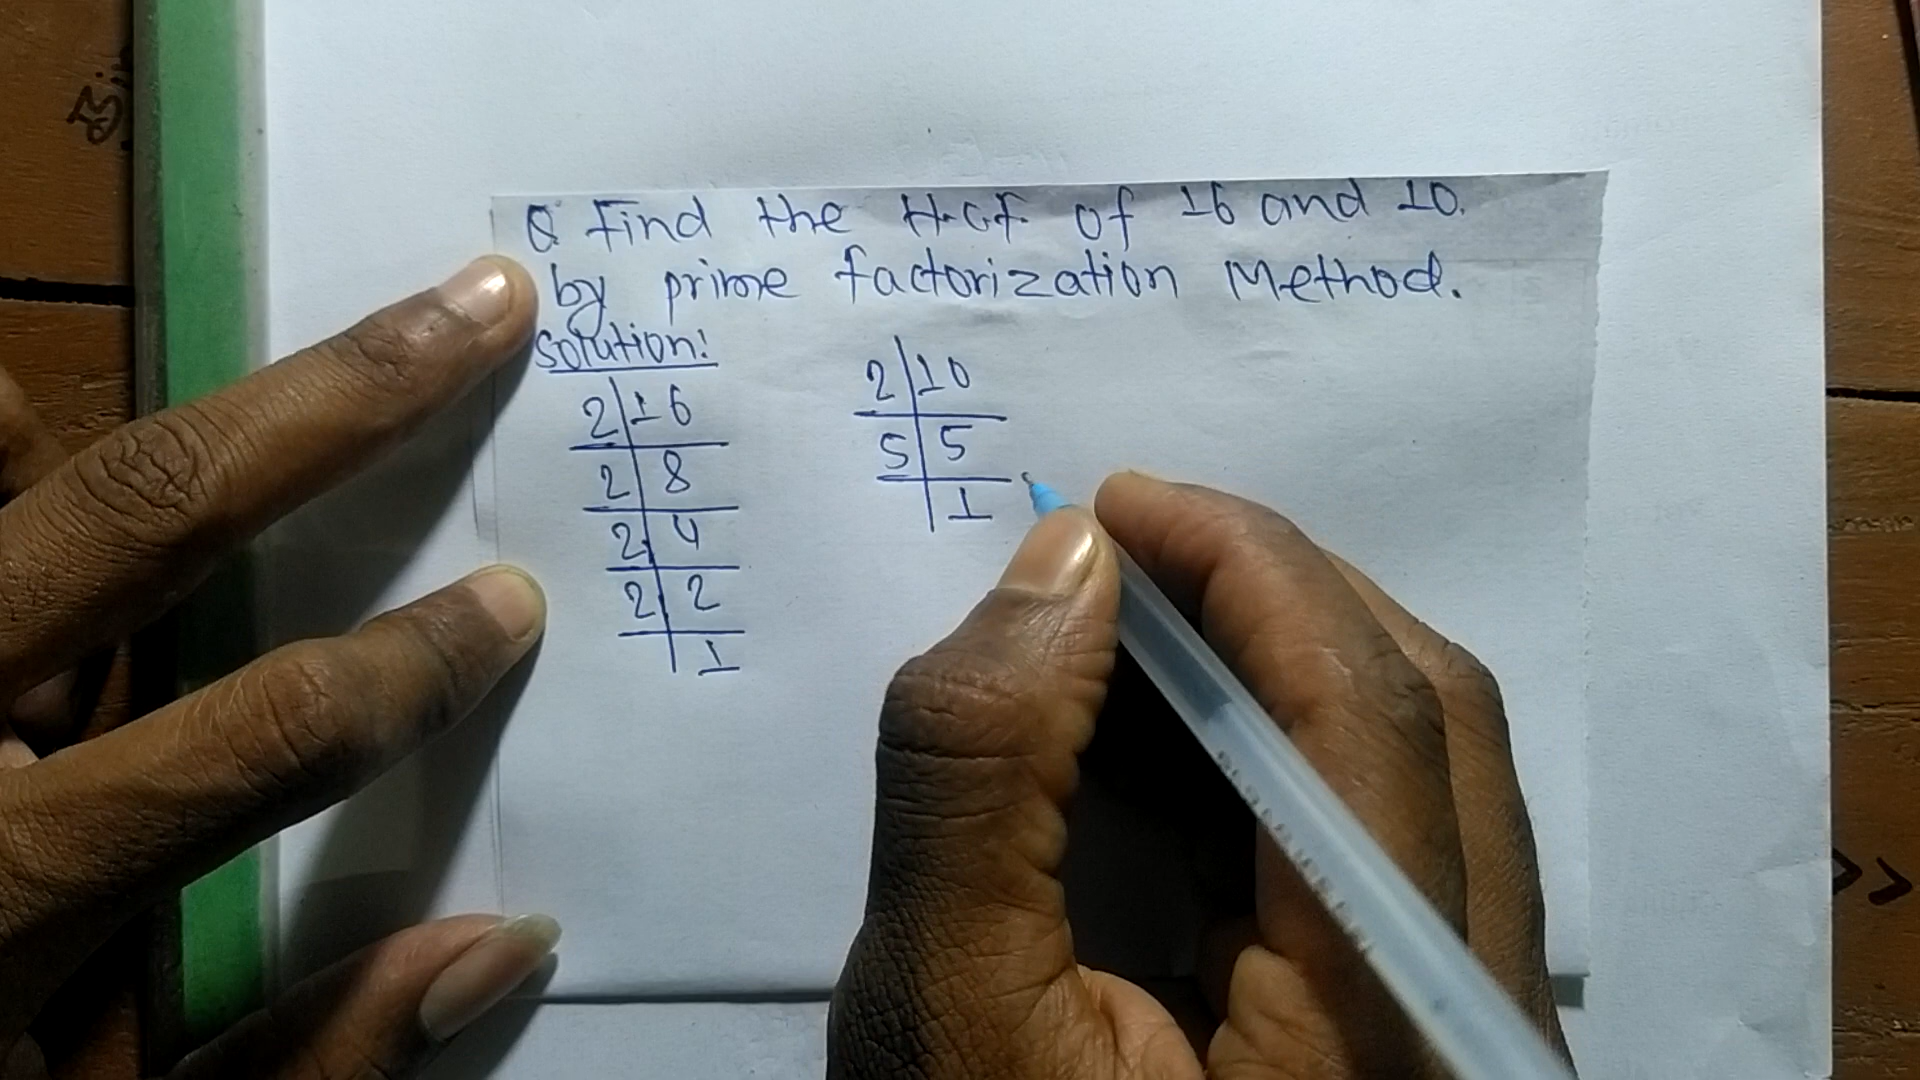 Q Find the H.C.F. of 16 and 10.
by prime factorization Method.
Solution:
2 | 16
2 | 8
2 | 4
2 | 2
1
2 | 10
5 | 5
1